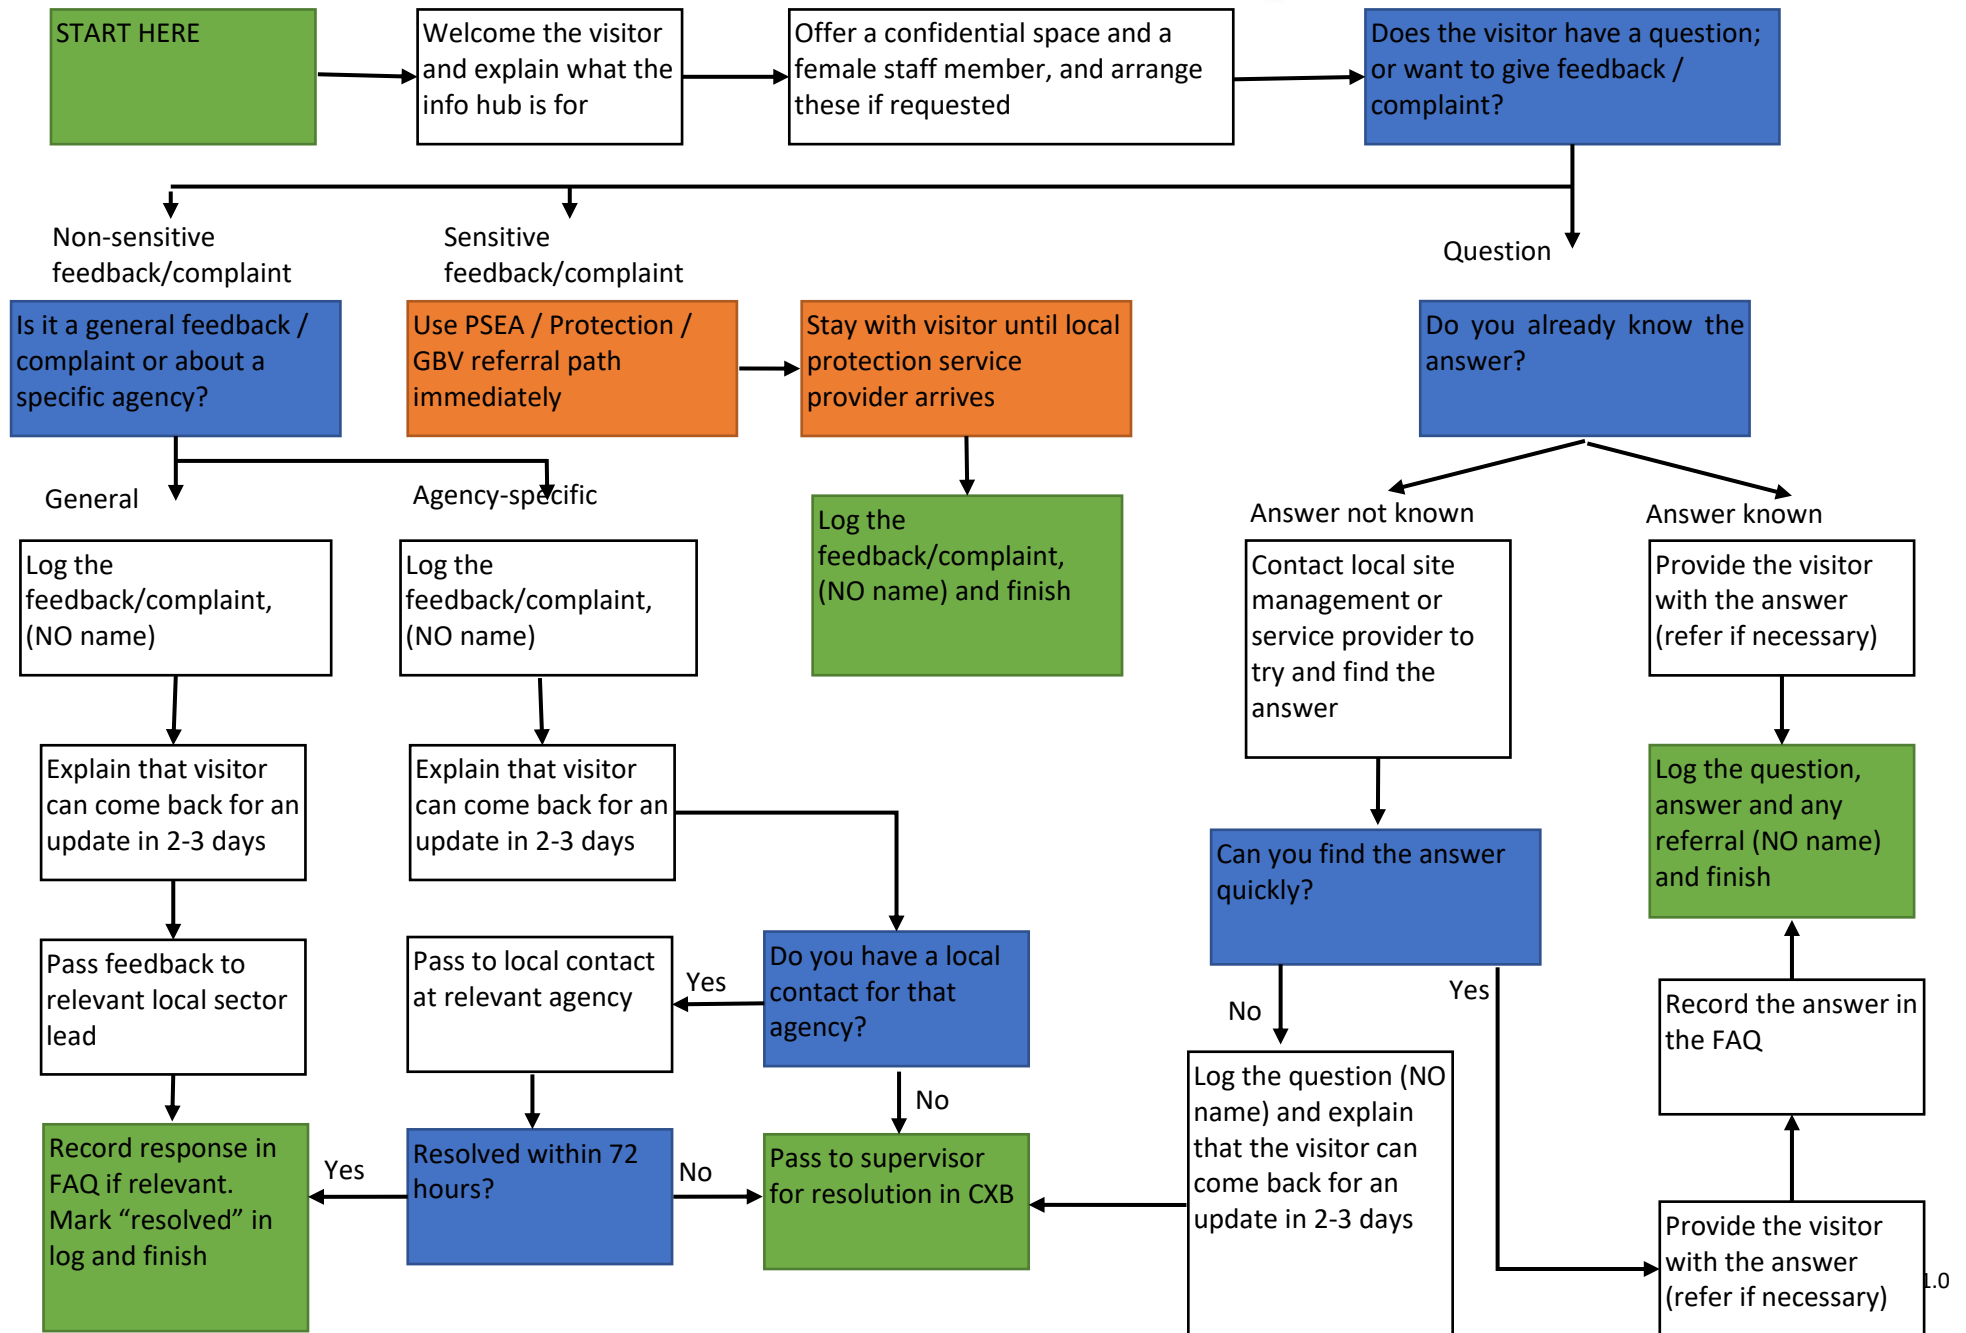 START HERE
Welcome the visitor
and explain what the
info hub is for
Offer a confidential space and a
female staff member, and arrange
these if requested
Does the visitor have a question;
or want to give feedback /
complaint?
Non-sensitive
feedback/complaint
Sensitive
feedback/complaint
Question
Is it a general feedback /
complaint or about a
specific agency?
Use PSEA / Protection /
GBV referral path
immediately
Stay with visitor until local
protection service
provider arrives
Do you already know the
answer?
General
Agency-specific
Log the
feedback/complaint,
(NO name) and finish
Answer not known
Answer known
Log the
feedback/complaint,
(NO name)
Log the
feedback/complaint,
(NO name)
Contact local site
management or
service provider to
try and find the
answer
Provide the visitor
with the answer
(refer if necessary)
Explain that visitor
can come back for an
update in 2-3 days
Explain that visitor
can come back for an
update in 2-3 days
Log the question,
answer and any
referral (NO name)
and finish
Can you find the answer
quickly?
Pass feedback to
relevant local sector
lead
Pass to local contact
at relevant agency
Yes
Do you have a local
contact for that
agency?
No
Yes
Record the answer in
the FAQ
No
Log the question (NO
name) and explain
that the visitor can
come back for an
update in 2-3 days
Record response in
FAQ if relevant.
Mark “resolved” in
log and finish
Yes
Resolved within 72
hours?
No
Pass to supervisor
for resolution in CXB
Provide the visitor
with the answer
(refer if necessary)
1.0